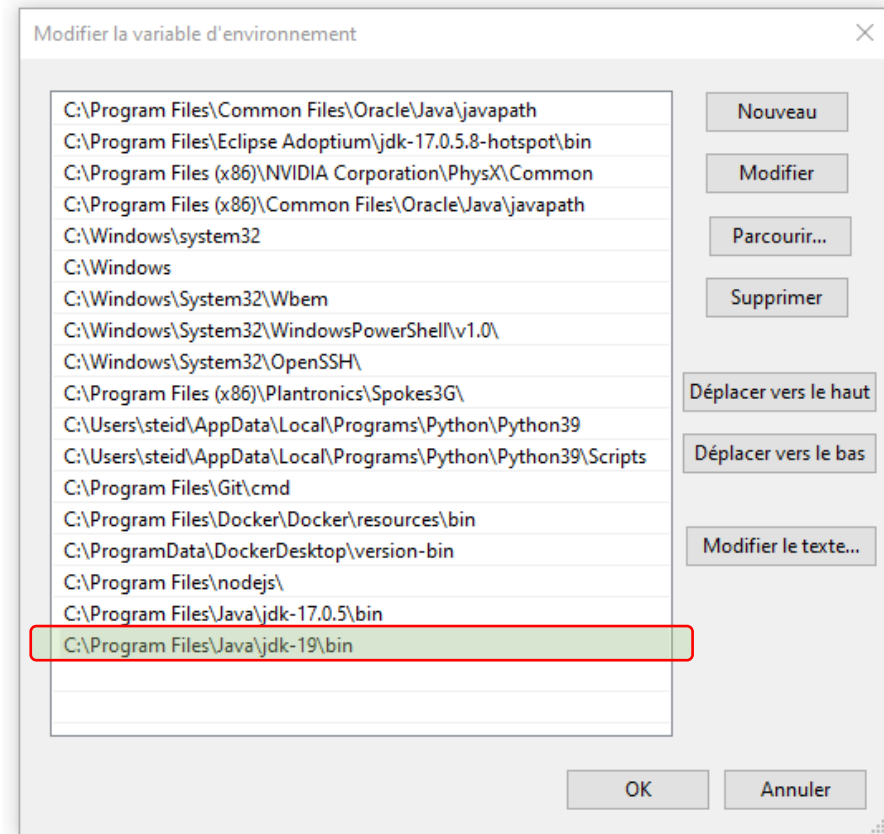 Modifier la variable d'environnement
C:\Program Files\Common Files\Oracle\Java\javapath
C:\Program Files\Eclipse Adoptium\jdk-17.0.5.8-hotspot\bin
C:\Program Files (x86)\NVIDIA Corporation\PhysX\Common
C:\Program Files (x86)\Common Files\Oracle\Java\javapath
C:\Windows\system32
C:\Windows
C:\Windows\System32\Wbem
C:\Windows\System32\WindowsPowerShell\v1.0\
C:\Windows\System32\OpenSSH\
C:\Program Files (x86)\Plantronics\Spokes3G\
C:\Users\steid\AppData\Local\Programs\Python\Python39
C:\Users\steid\AppData\Local\Programs\Python\Python39\Scripts
C:\Program Files\Git\cmd
C:\Program Files\Docker\Docker\resources\bin
C:\ProgramData\DockerDesktop\version-bin
C:\Program Files\nodejs\
C:\Program Files\Java\jdk-17.0.5\bin
C:\Program Files\Java\jdk-19\bin
Nouveau
Modifier
Parcourir...
Supprimer
Déplacer vers le haut
Déplacer vers le bas
Modifier le texte...
OK
Annuler